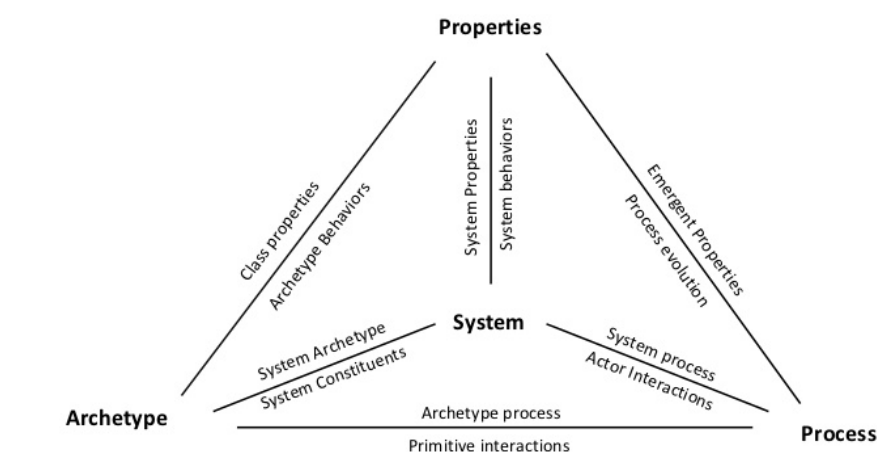 Properties
System Properties
System behaviors
Class properties
Archetype Behaviors
Emergent Properties
Process evolution
System
System Archetype
System Constituents
System process
Actor Interactions
Archetype
Archetype process
Primitive interactions
Process